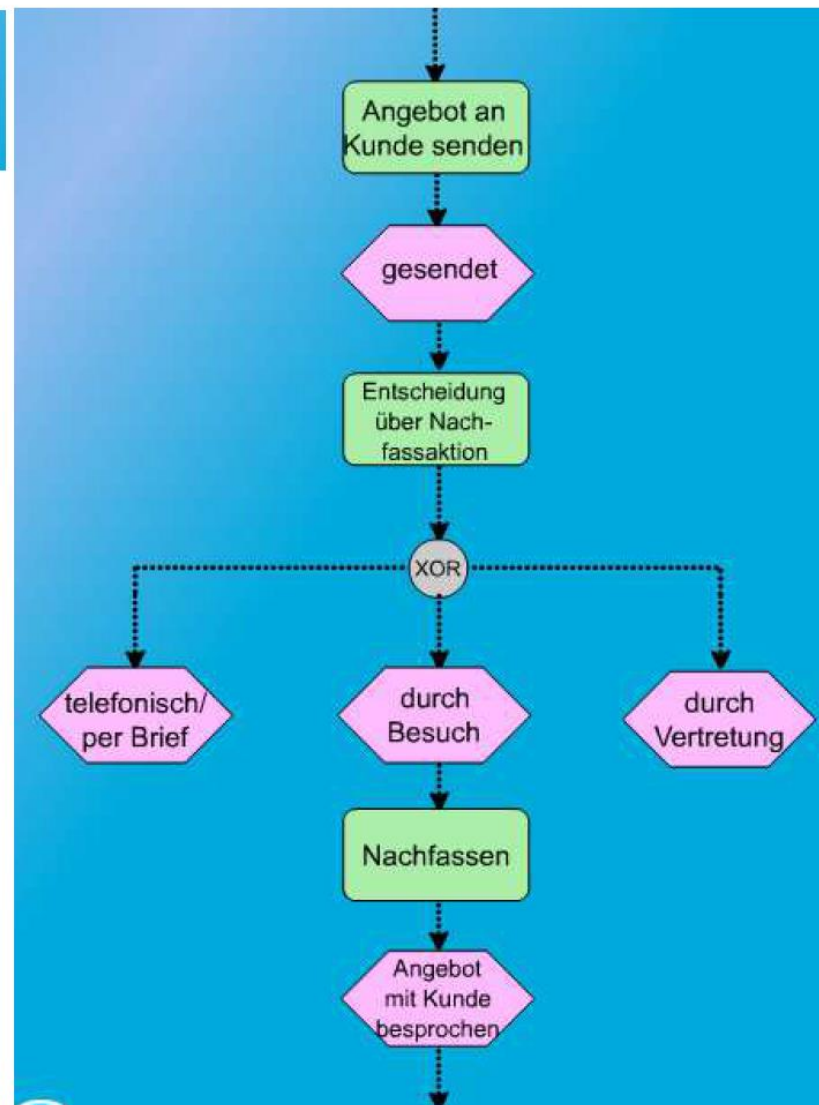 Angebot an
Kunde senden
gesendet
Entscheidung
über Nach-
fassaktion
XOR
telefonisch/
per Brief
durch
Besuch
durch
Vertretung
Nachfassen
Angebot
mit Kunde
besprochen